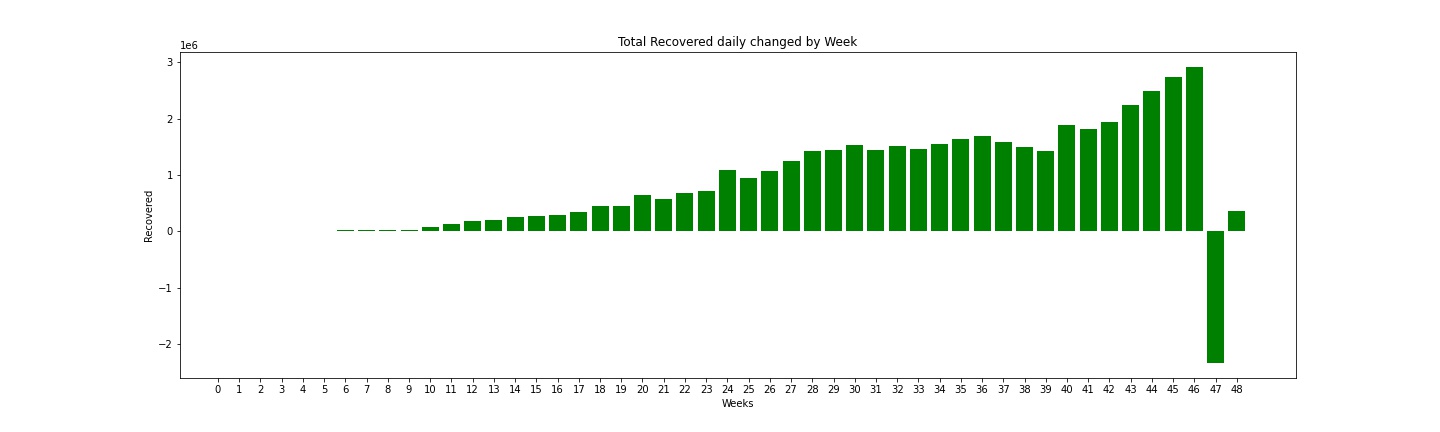 Total Recovered daily changed by Week
1e6
3
2
1
0
−1
−2
Recovered
0 1 2 3 4 5 6 7 8 9 10 11 12 13 14 15 16 17 18 19 20 21 22 23 24 25 26 27 28 29 30 31 32 33 34 35 36 37 38 39 40 41 42 43 44 45 46 47 48
Weeks